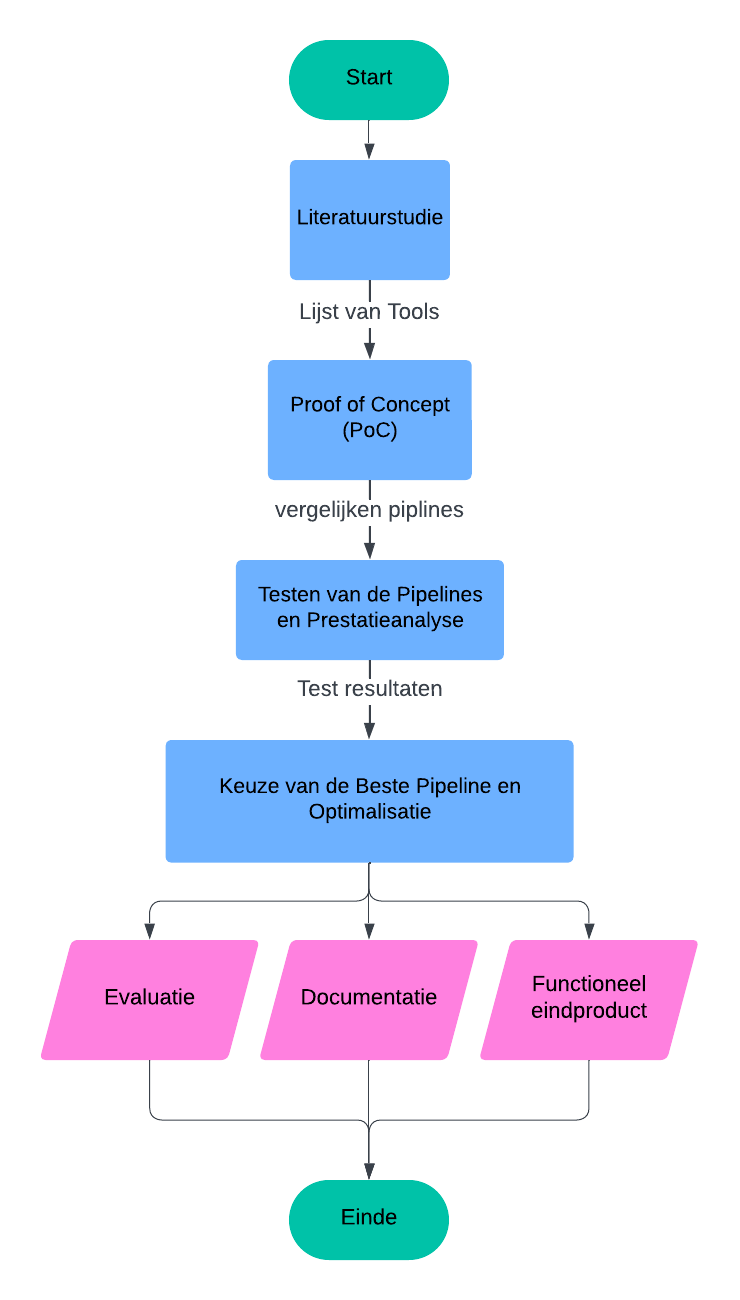 Start
Literatuurstudie
Lijst van Tools
Proof of Concept
(PoC)
vergelijken piplines
Testen van de Pipelines
en Prestatieanalyse
Test resultaten
Keuze van de Beste Pipeline en
Optimalisatie
Evaluatie
Documentatie
Functioneel
eindproduct
Einde